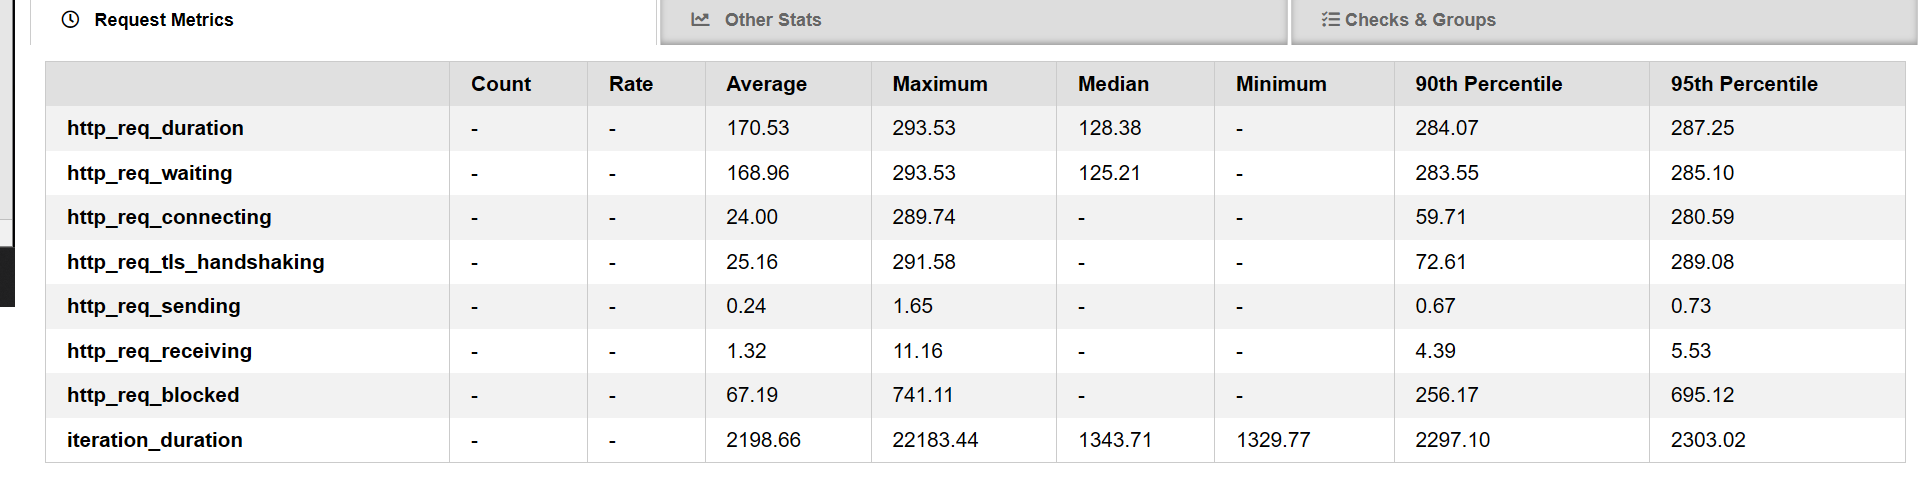 Request Metrics Other Stats Checks & Groups
Count Rate Average Maximum Median Minimum 90th Percentile 95th Percentile
http_req_duration - - 170.53 293.53 128.38 - 284.07 287.25
http_req_waiting - - 168.96 293.53 125.21 - 283.55 285.10
http_req_connecting - - 24.00 289.74 - - 59.71 280.59
http_req_tls_handshaking - - 25.16 291.58 - - 72.61 289.08
http_req_sending - - 0.24 1.65 - - 0.67 0.73
http_req_receiving - - 1.32 11.16 - - 4.39 5.53
http_req_blocked - - 67.19 741.11 - - 256.17 695.12
iteration_duration - - 2198.66 22183.44 1343.71 1329.77 2297.10 2303.02